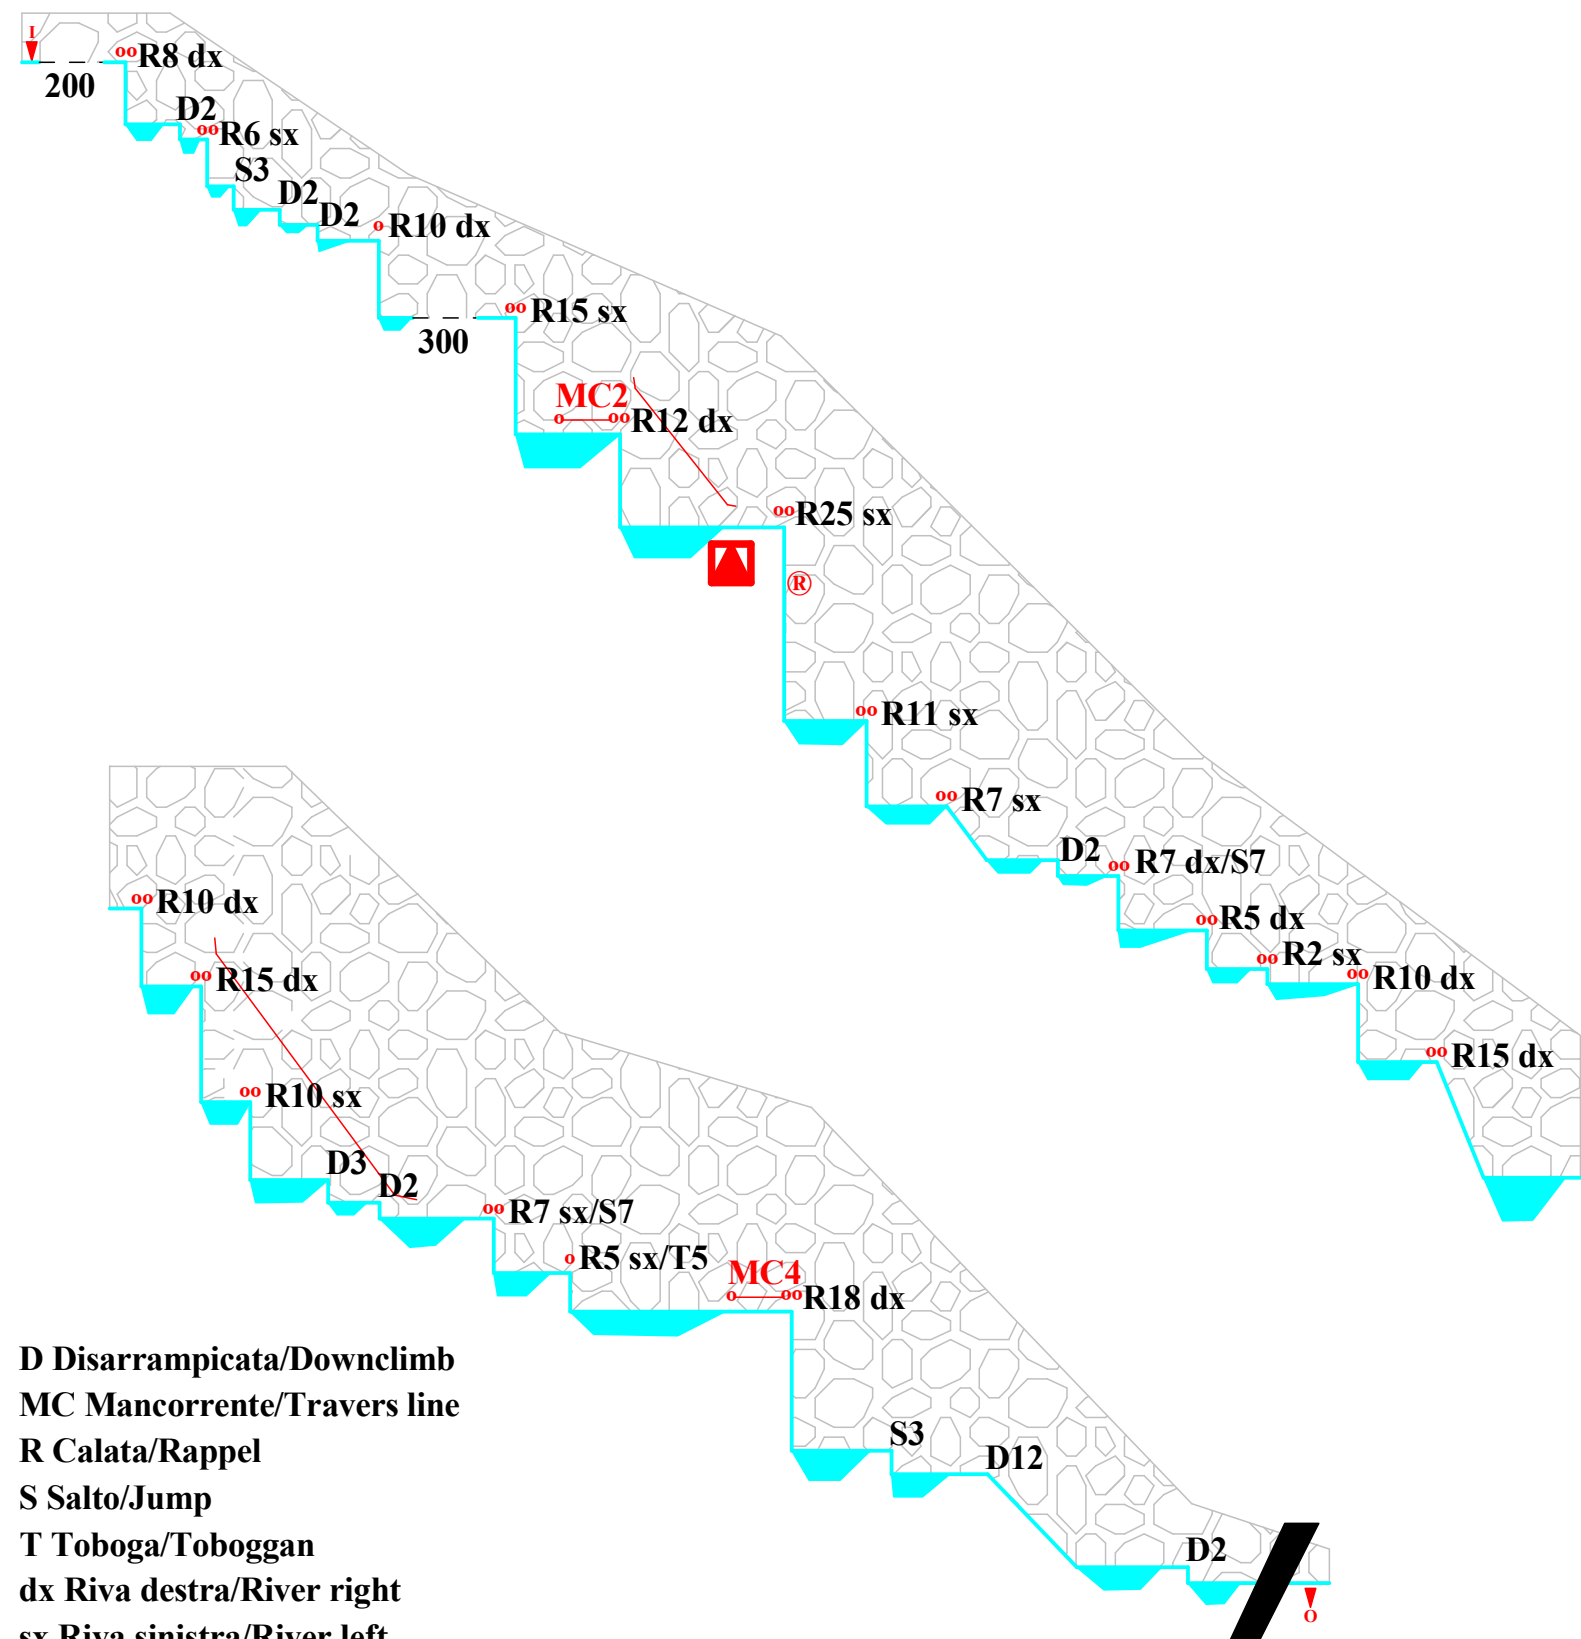 I
R8 dx
200
D2
R6 sx
S3
D2
D2
R10 dx
R15 sx
300
MC2
R12 dx
R25 sx
®
R11 sx
R7 sx
D2
R7 dx/S7
R5 dx
R2 sx
R10 dx
R15 dx
R10 dx
R15 dx
R10 sx
D3
D2
R7 sx/S7
R5 sx/T5
MC4
R18 dx
S3
D12
D2
O
D Disarrampicata/Downclimb
MC Mancorrente/Travers line
R Calata/Rappel
S Salto/Jump
T Toboga/Toboggan
dx Riva destra/River right
sx Riva sinistra/River left